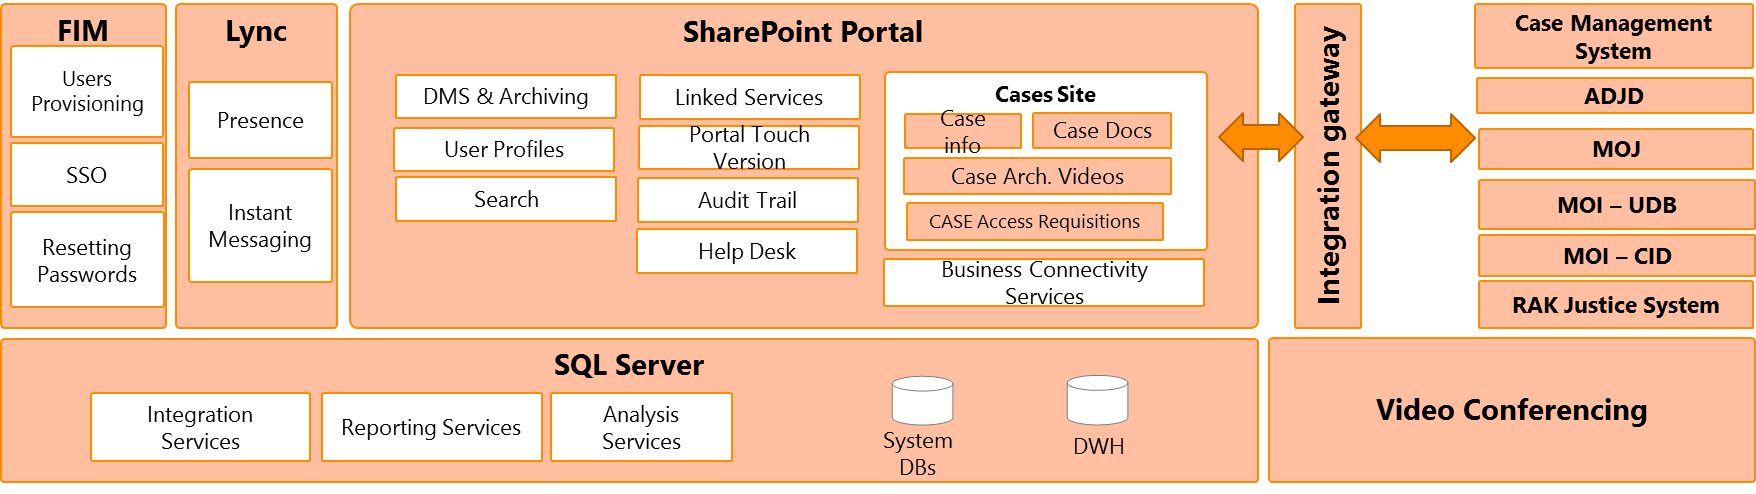 FIM
Users
Provisioning
SSO
Resetting
Passwords
Lync
Presence
Instant
Messaging
SharePoint Portal
DMS & Archiving
User Profiles
Search
Linked Services
Portal Touch
Version
Audit Trail
Help Desk
Cases Site
Case
info
Case Docs
Case Arch. Videos
CASE Access Requisitions
Business Connectivity
Services
Integration gateway
Case Management
System
ADJD
MOJ
MOI – UDB
MOI – CID
RAK Justice System
SQL Server
Integration
Services
Reporting Services
Analysis
Services
System
DBs
DWH
Video Conferencing